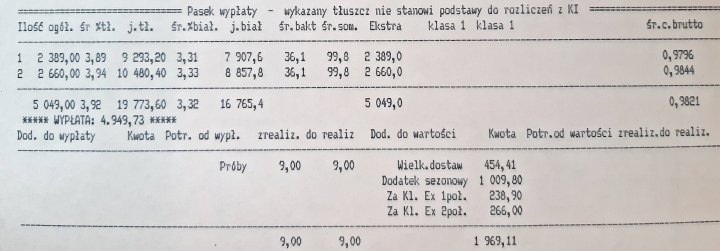 Pasek wypłaty - wykazany tłuszcz nie stanowi podstawy do rozliczeń z KI
Ilość ogół. śr %tł. j.tł. śr.%biał. j.biał śr.bakt śr.som. Ekstra klasa 1 klasa 1 śr.c.brutto
1 2 389,00 3,89 9 293,20 3,31 7 907,6 36,1 99,8 2 389,0 0,9796
2 2 660,00 3,94 10 480,40 3,33 8 857,8 36,1 99,8 2 660,0 0,9844
5 049,00 3,92 19 773,60 3,32 16 765,4 5 049,0 0,9821
***** WYPŁATA: 4.949,73 *****
Dod. do wypłaty Kwota Potr. od wypł. zrealiz. do realiz Dod. do wartości Kwota Potr.od wartości zrealiz.do realiz.
Próby 9,00 9,00 Wielk.dostaw 454,41
Dodatek sezonowy 1 009,80
Za Kl. Ex 1poł. 238,90
Za Kl. Ex 2poł. 266,00
9,00 9,00 1 969,11